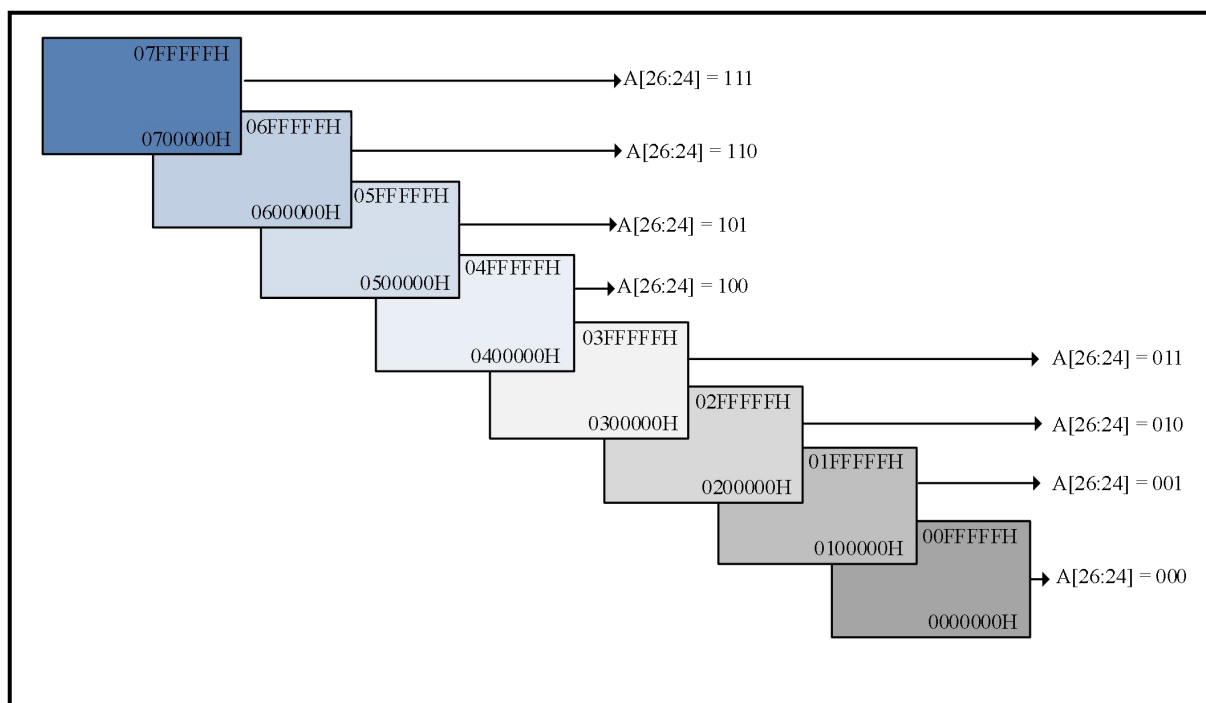 07FFFFFH
A[26:24] = 111
0700000H
06FFFFFH
A[26:24] = 110
0600000H
05FFFFFH
A[26:24] = 101
0500000H
04FFFFFH
A[26:24] = 100
0400000H
03FFFFFH
A[26:24] = 011
0300000H
02FFFFFH
A[26:24] = 010
0200000H
01FFFFFH
A[26:24] = 001
0100000H
00FFFFFH
A[26:24] = 000
0000000H